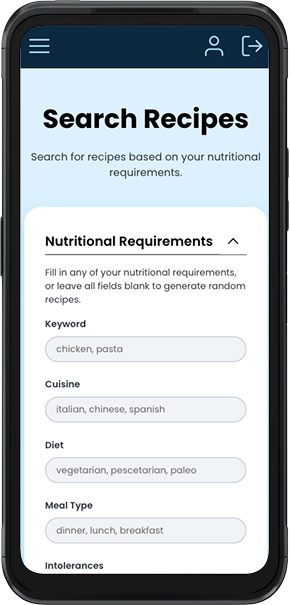 Search Recipes
Search for recipes based on your nutritional
requirements.
Nutritional Requirements
Fill in any of your nutritional requirements,
or leave all fields blank to generate random
recipes.
Keyword
chicken, pasta
Cuisine
italian, chinese, spanish
Diet
vegetarian, pescetarian, paleo
Meal Type
dinner, lunch, breakfast
Intolerances